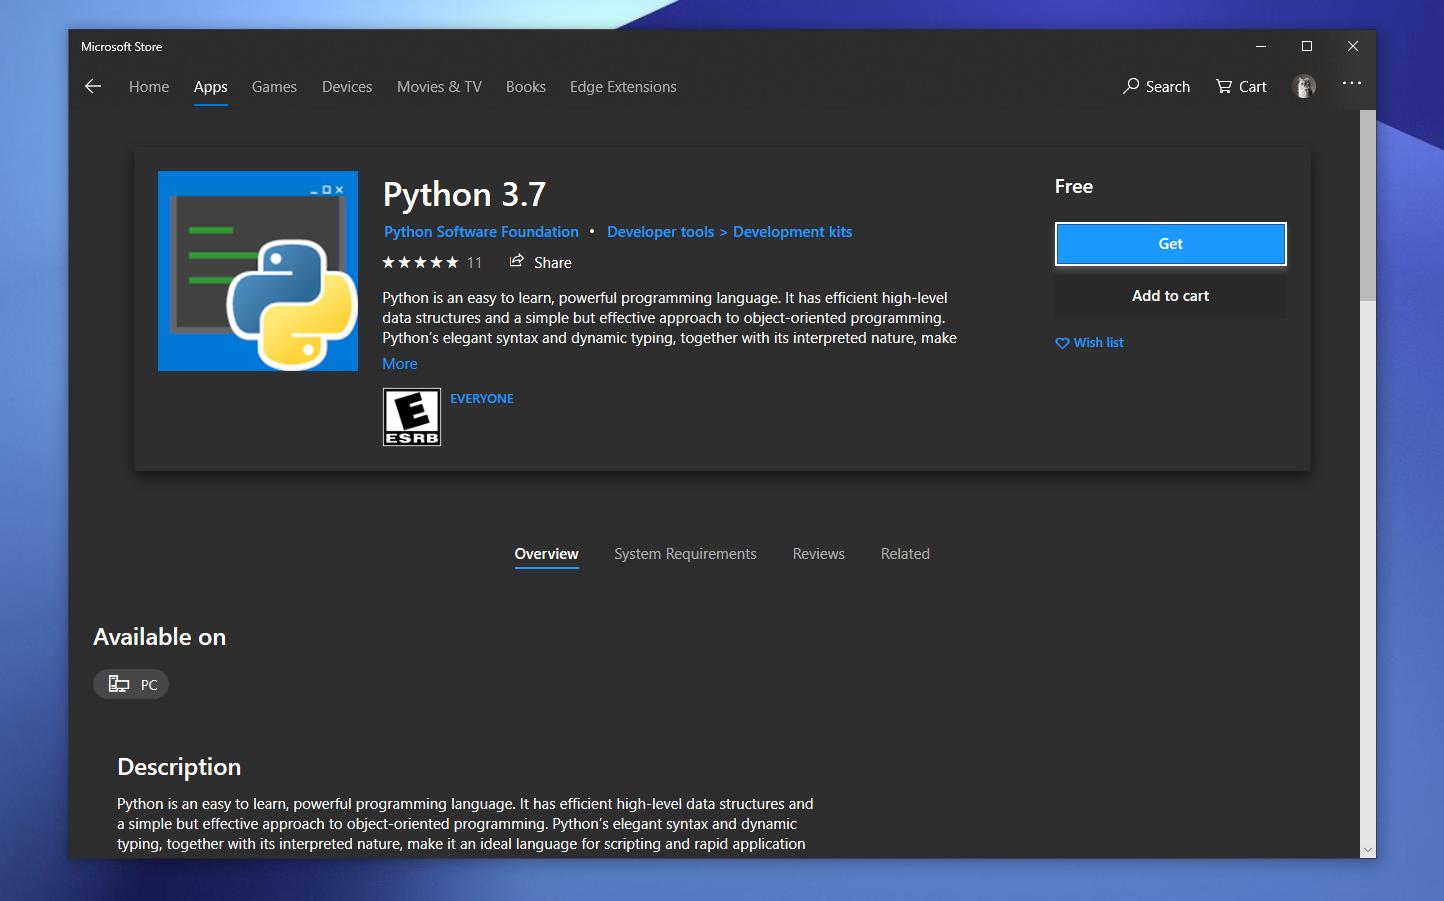 Microsoft Store
Home Apps Games Devices Movies & TV Books Edge Extensions Search Cart
Python 3.7
Python Software Foundation • Developer tools > Development kits
★★★★★ 11 Share
Python is an easy to learn, powerful programming language. It has efficient high-level
data structures and a simple but effective approach to object-oriented programming.
Python’s elegant syntax and dynamic typing, together with its interpreted nature, make
More
E
ESRB
EVERYONE
Free
Get
Add to cart
Wish list
Overview System Requirements Reviews Related
Available on
PC
Description
Python is an easy to learn, powerful programming language. It has efficient high-level data structures and
a simple but effective approach to object-oriented programming. Python’s elegant syntax and dynamic
typing, together with its interpreted nature, make it an ideal language for scripting and rapid application